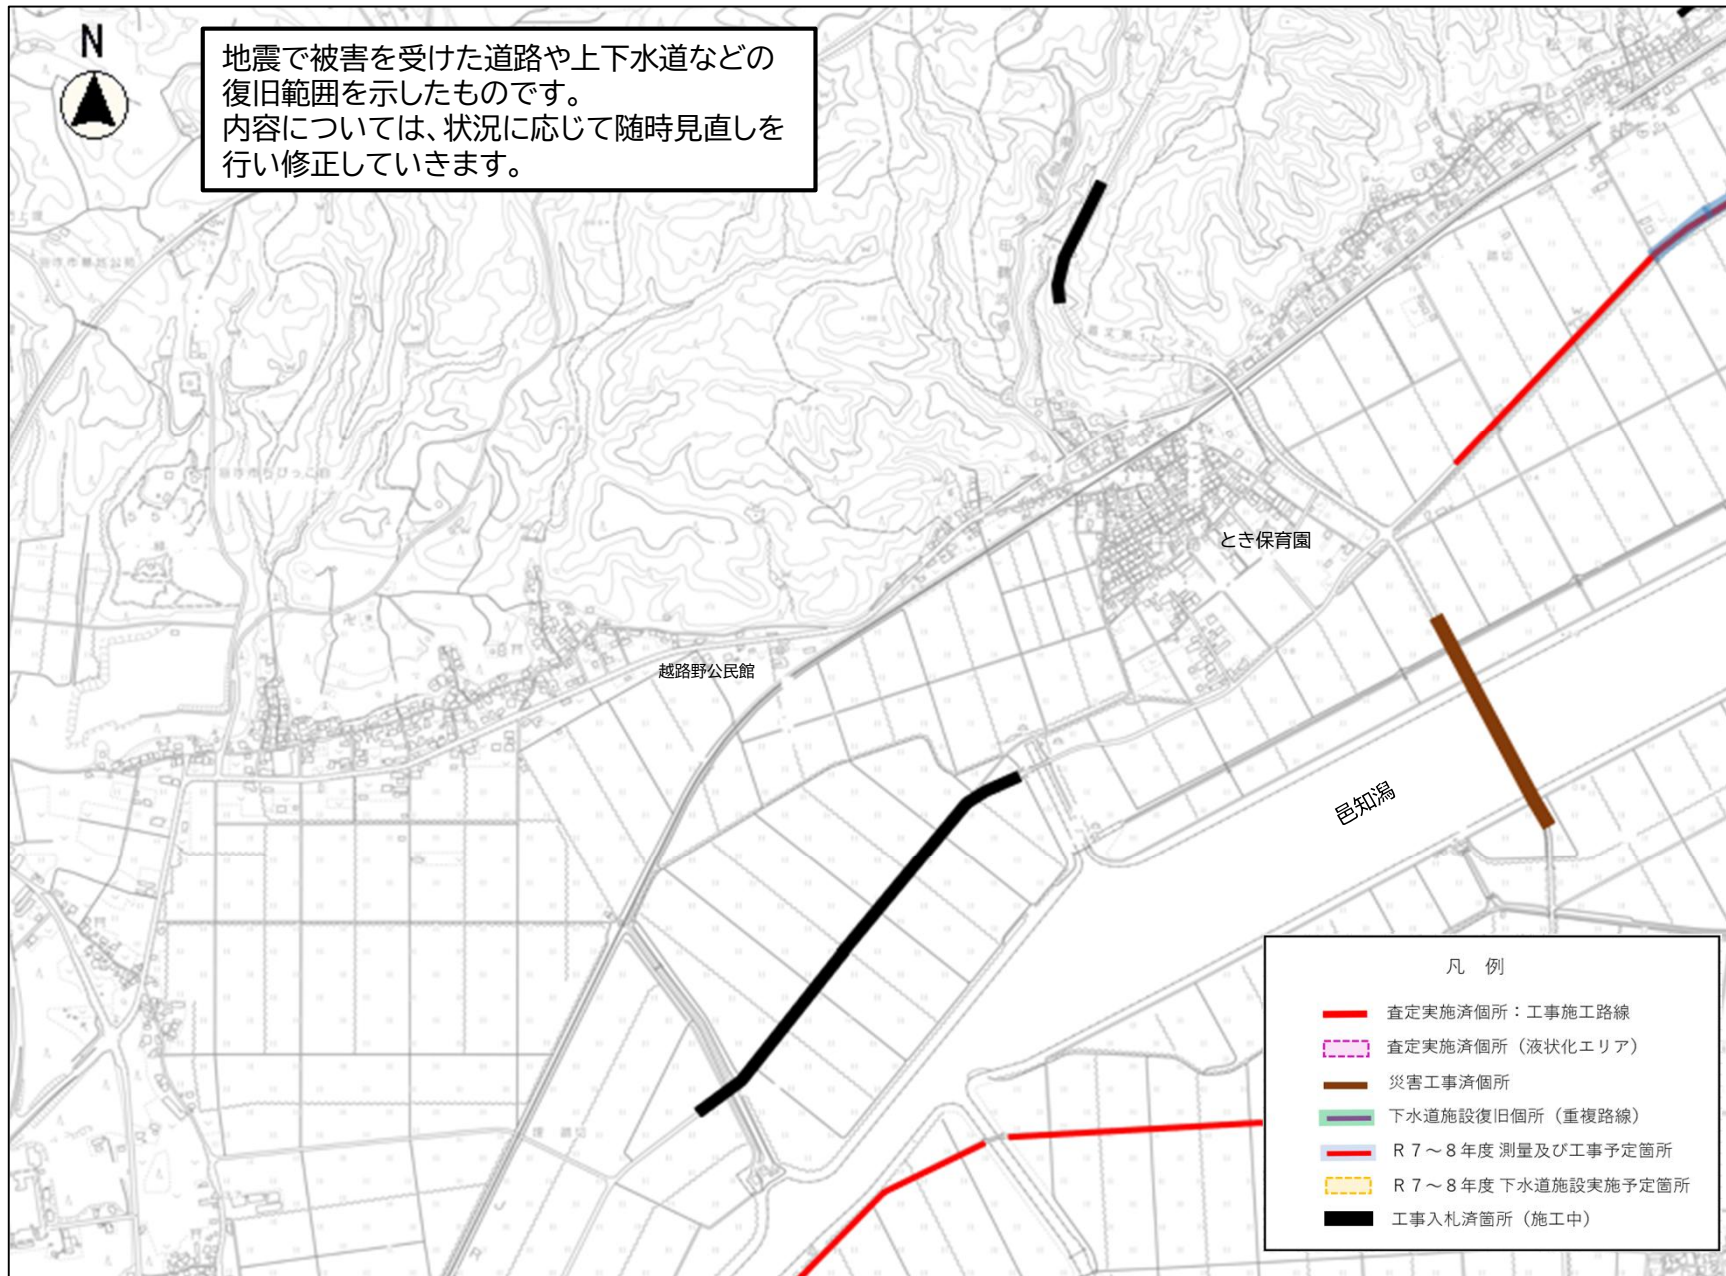 N
地震で被害を受けた道路や上下水道などの
復旧範囲を示したものです。
内容については、状況に応じて随時見直しを
行い修正していきます。
松尾
とき保育園
越路野公民館
邑知潟
凡　例
査定実施済個所：工事施工路線
査定実施済個所（液状化エリア）
災害工事済個所
下水道施設復旧個所（重複路線）
Ｒ７～８年度 測量及び工事予定箇所
Ｒ７～８年度 下水道施設実施予定箇所
工事入札済箇所（施工中）